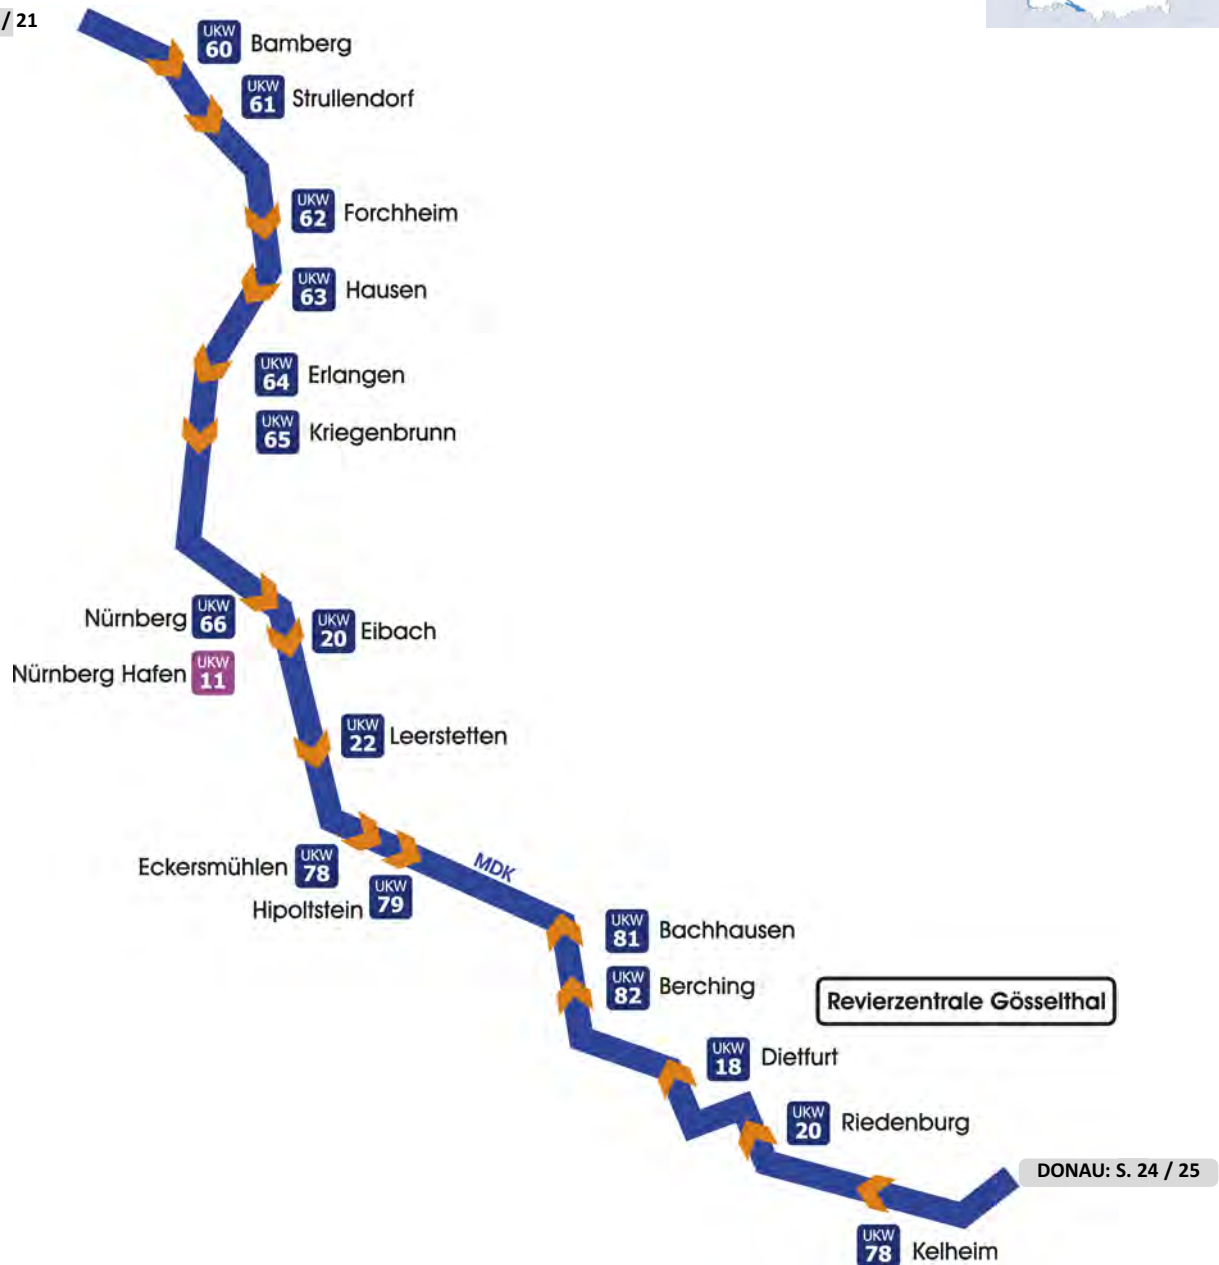 / 21
UKW
60 Bamberg
UKW
61 Strullendorf
UKW
62 Forchheim
UKW
63 Hausen
UKW
64 Erlangen
UKW
65 Kriegenbrunn
Nürnberg UKW
66
UKW
20 Eibach
Nürnberg Hafen UKW
11
UKW
22 Leerstetten
Eckersmühlen UKW
78
Hipoltstein UKW
79
MDK
UKW
81 Bachhausen
UKW
82 Berching
Revierzentrale Gösselthal
UKW
18 Dietfurt
UKW
20 Riedenburg
DONAU: S. 24 / 25
UKW
78 Kelheim